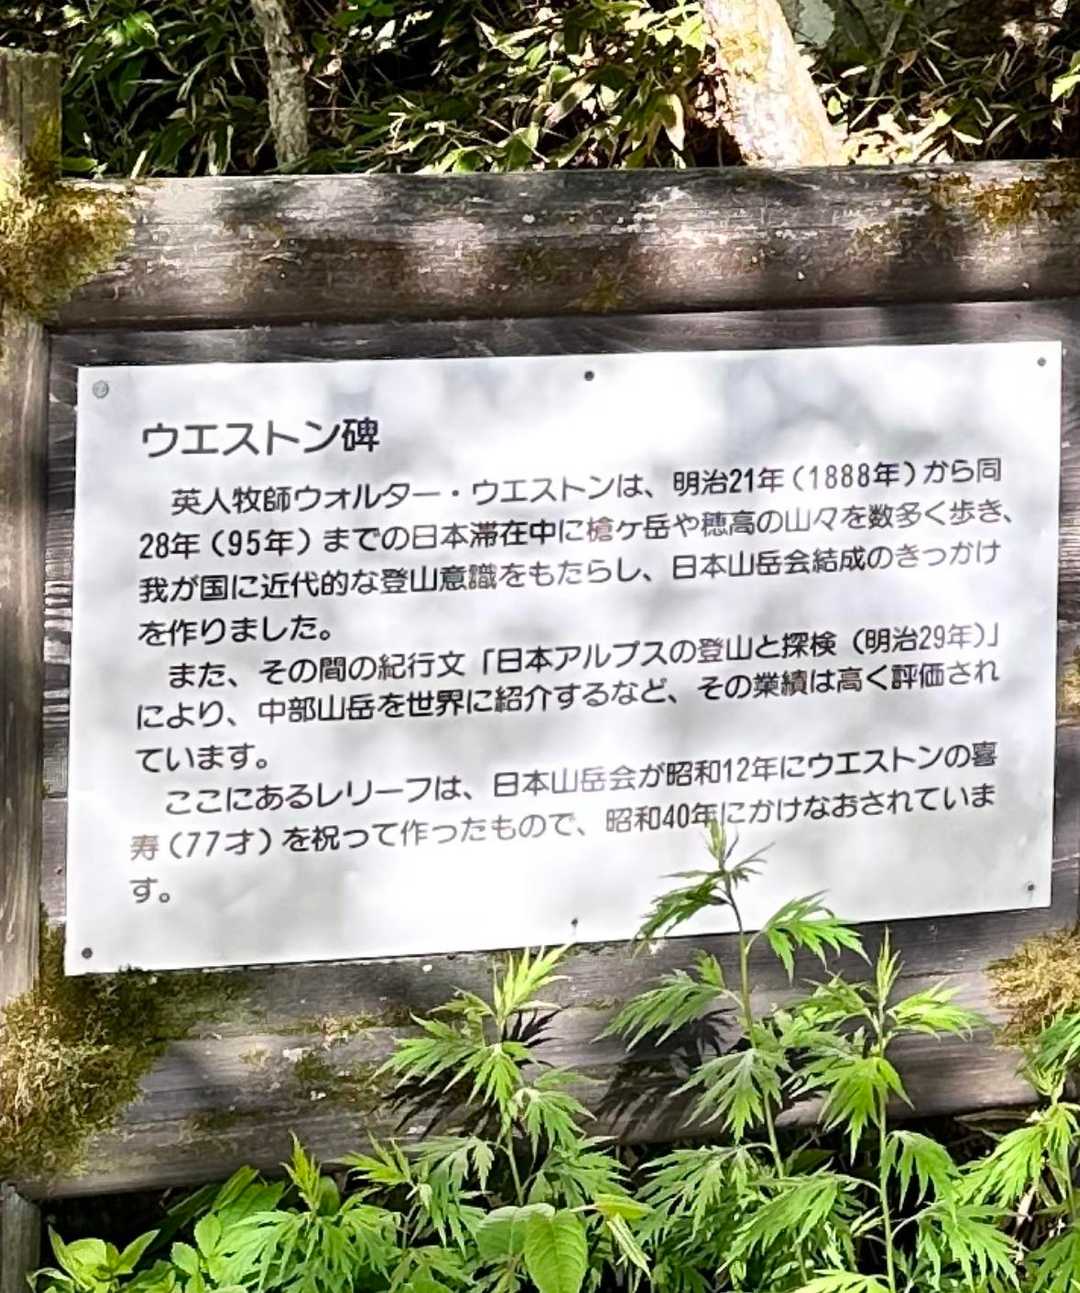 ウエストン碑
英人牧師ウォルター・ウエストンは、明治21年（1888年）から同
28年（95年）までの日本滞在中に槍ヶ岳や穂高の山々を数多く歩き、
我が国に近代的な登山意識をもたらし、日本山岳会結成のきっかけ
を作りました。
また、その間の紀行文「日本アルプスの登山と探検（明治29年）」
により、中部山岳を世界に紹介するなど、その業績は高く評価され
ています。
ここにあるレリーフは、日本山岳会が昭和12年にウエストンの喜
寿（77才）を祝って作ったもので、昭和40年にかけなおされていま
す。